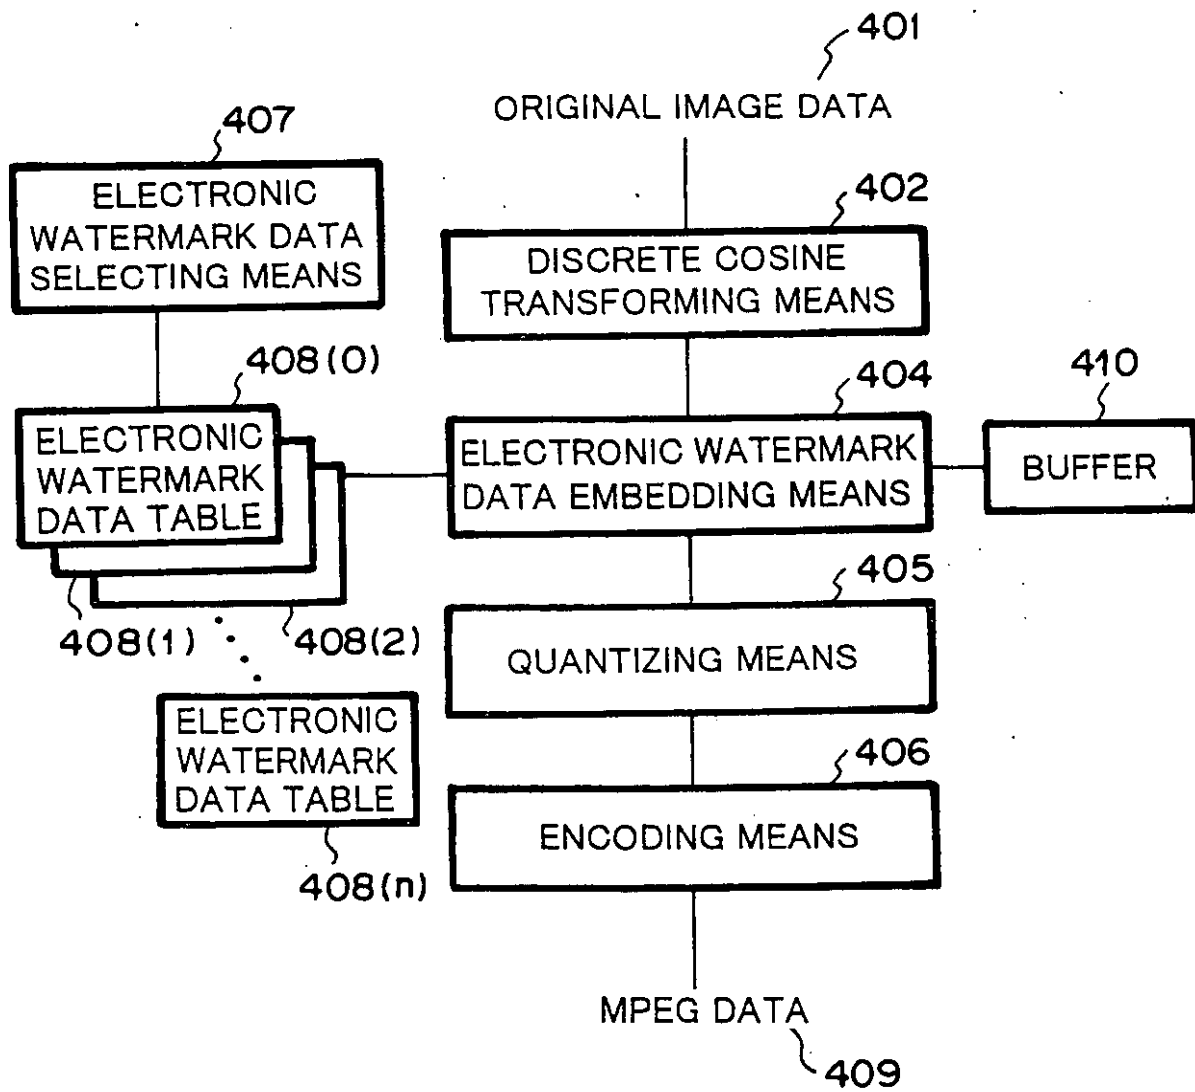 401
ORIGINAL IMAGE DATA
407
ELECTRONIC
WATERMARK DATA
SELECTING MEANS
402
DISCRETE COSINE
TRANSFORMING MEANS
408(0)
ELECTRONIC
WATERMARK
DATA TABLE
404
ELECTRONIC WATERMARK
DATA EMBEDDING MEANS
410
BUFFER
408(1)
408(2)
405
QUANTIZING MEANS
ELECTRONIC
WATERMARK
DATA TABLE
408(n)
406
ENCODING MEANS
MPEG DATA
409